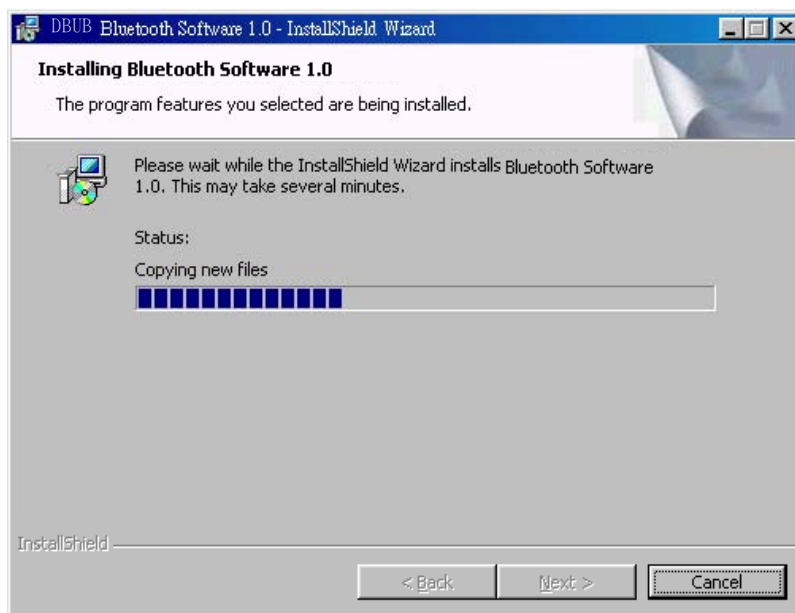 DBUB Bluetooth Software 1.0 - InstallShield Wizard
Installing Bluetooth Software 1.0
The program features you selected are being installed.
Please wait while the InstallShield Wizard installs Bluetooth Software
1.0. This may take several minutes.
Status:
Copying new files
InstallShield
< Back Next > Cancel